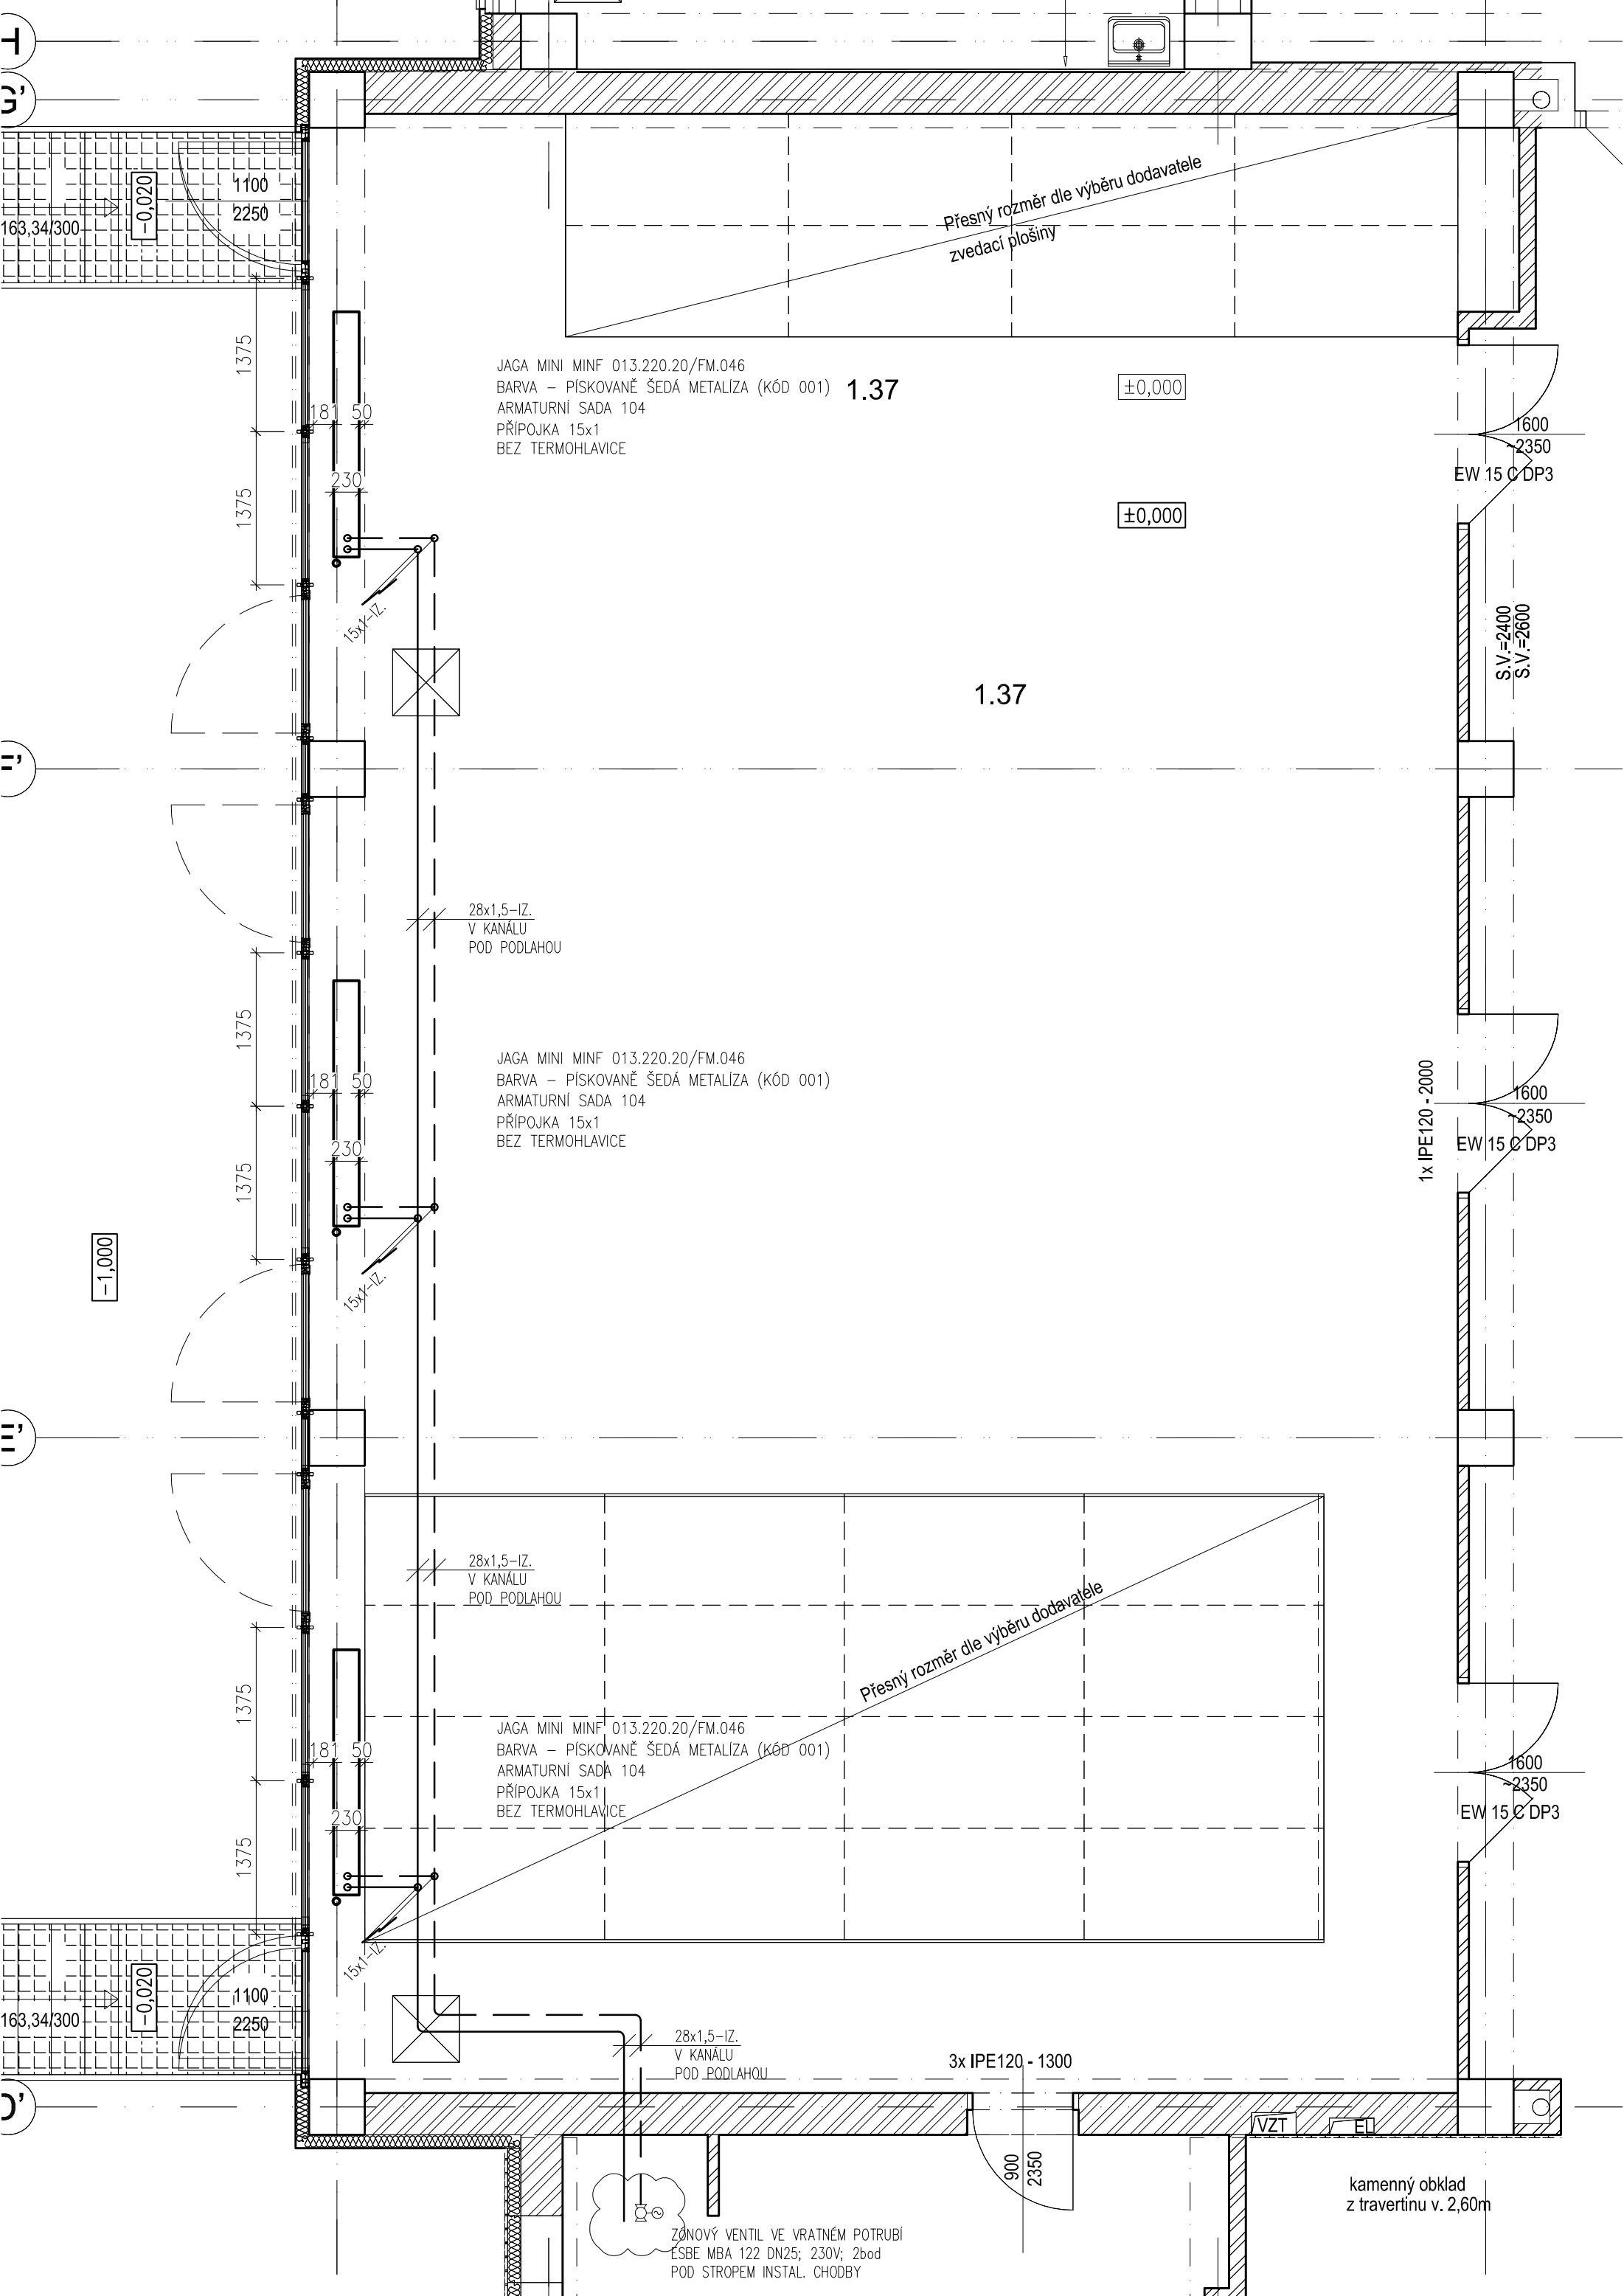 H
G'
1100
2250
-0,020
163,34/300
Přesný rozměr dle výběru dodavatele
zvedací plošiny
1375
JAGA MINI MINF 013.220.20/FM.046
BARVA – PÍSKOVANĚ ŠEDÁ METALÍZA (KÓD 001)
ARMATURNÍ SADA 104
PŘÍPOJKA 15x1
BEZ TERMOHLAVICE
1.37
±0,000
181 50
1600
~2350
EW 15 C DP3
230
1375
±0,000
15x1-IZ.
S.V.=2400
S.V.=2600
1.37
F'
28x1,5-IZ.
V KANÁLU
POD PODLAHOU
1375
JAGA MINI MINF 013.220.20/FM.046
BARVA – PÍSKOVANĚ ŠEDÁ METALÍZA (KÓD 001)
ARMATURNÍ SADA 104
PŘÍPOJKA 15x1
BEZ TERMOHLAVICE
181 50
1x IPE120 - 2000
1600
~2350
EW 15 C DP3
230
1375
-1,000
15x1-IZ.
E'
28x1,5-IZ.
V KANÁLU
POD PODLAHOU
Přesný rozměr dle výběru dodavatele
1375
JAGA MINI MINF 013.220.20/FM.046
BARVA – PÍSKOVANĚ ŠEDÁ METALÍZA (KÓD 001)
ARMATURNÍ SADA 104
PŘÍPOJKA 15x1
BEZ TERMOHLAVICE
181 50
1600
~2350
EW 15 C DP3
230
1375
15x1-IZ.
-0,020
1100
2250
163,34/300
28x1,5-IZ.
V KANÁLU
POD PODLAHOU
3x IPE120 - 1300
D'
VZT
EL
900
2350
kamenný obklad
z travertinu v. 2,60m
ZÓNOVÝ VENTIL VE VRATNÉM POTRUBÍ
ESBE MBA 122 DN25; 230V; 2bod
POD STROPEM INSTAL. CHODBY